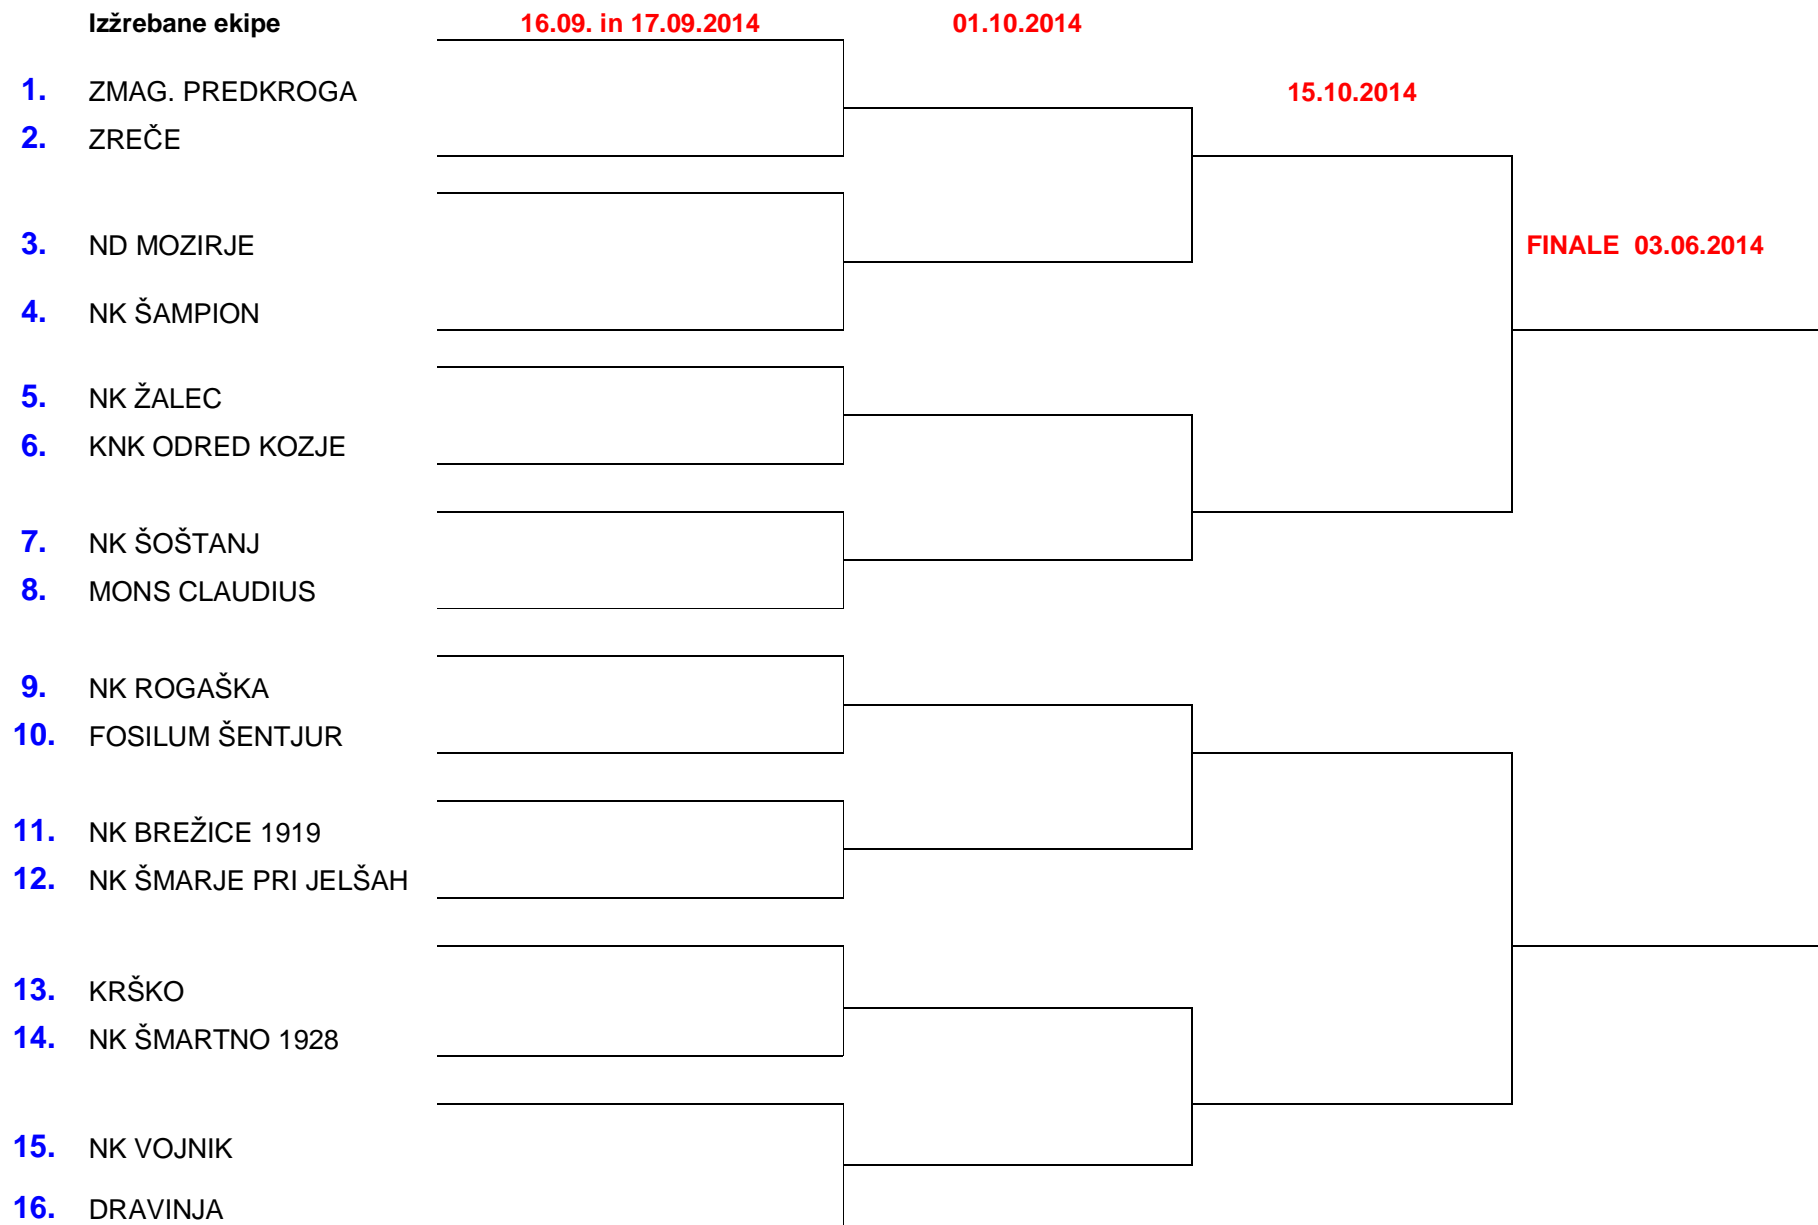 Izžrebane ekipe 16.09. in 17.09.2014 01.10.2014
1. ZMAG. PREDKROGA 15.10.2014
2. ZREČE
3. ND MOZIRJE FINALE 03.06.2014
4. NK ŠAMPION
5. NK ŽALEC
6. KNK ODRED KOZJE
7. NK ŠOŠTANJ
8. MONS CLAUDIUS
9. NK ROGAŠKA
10. FOSILUM ŠENTJUR
11. NK BREŽICE 1919
12. NK ŠMARJE PRI JELŠAH
13. KRŠKO
14. NK ŠMARTNO 1928
15. NK VOJNIK
16. DRAVINJA